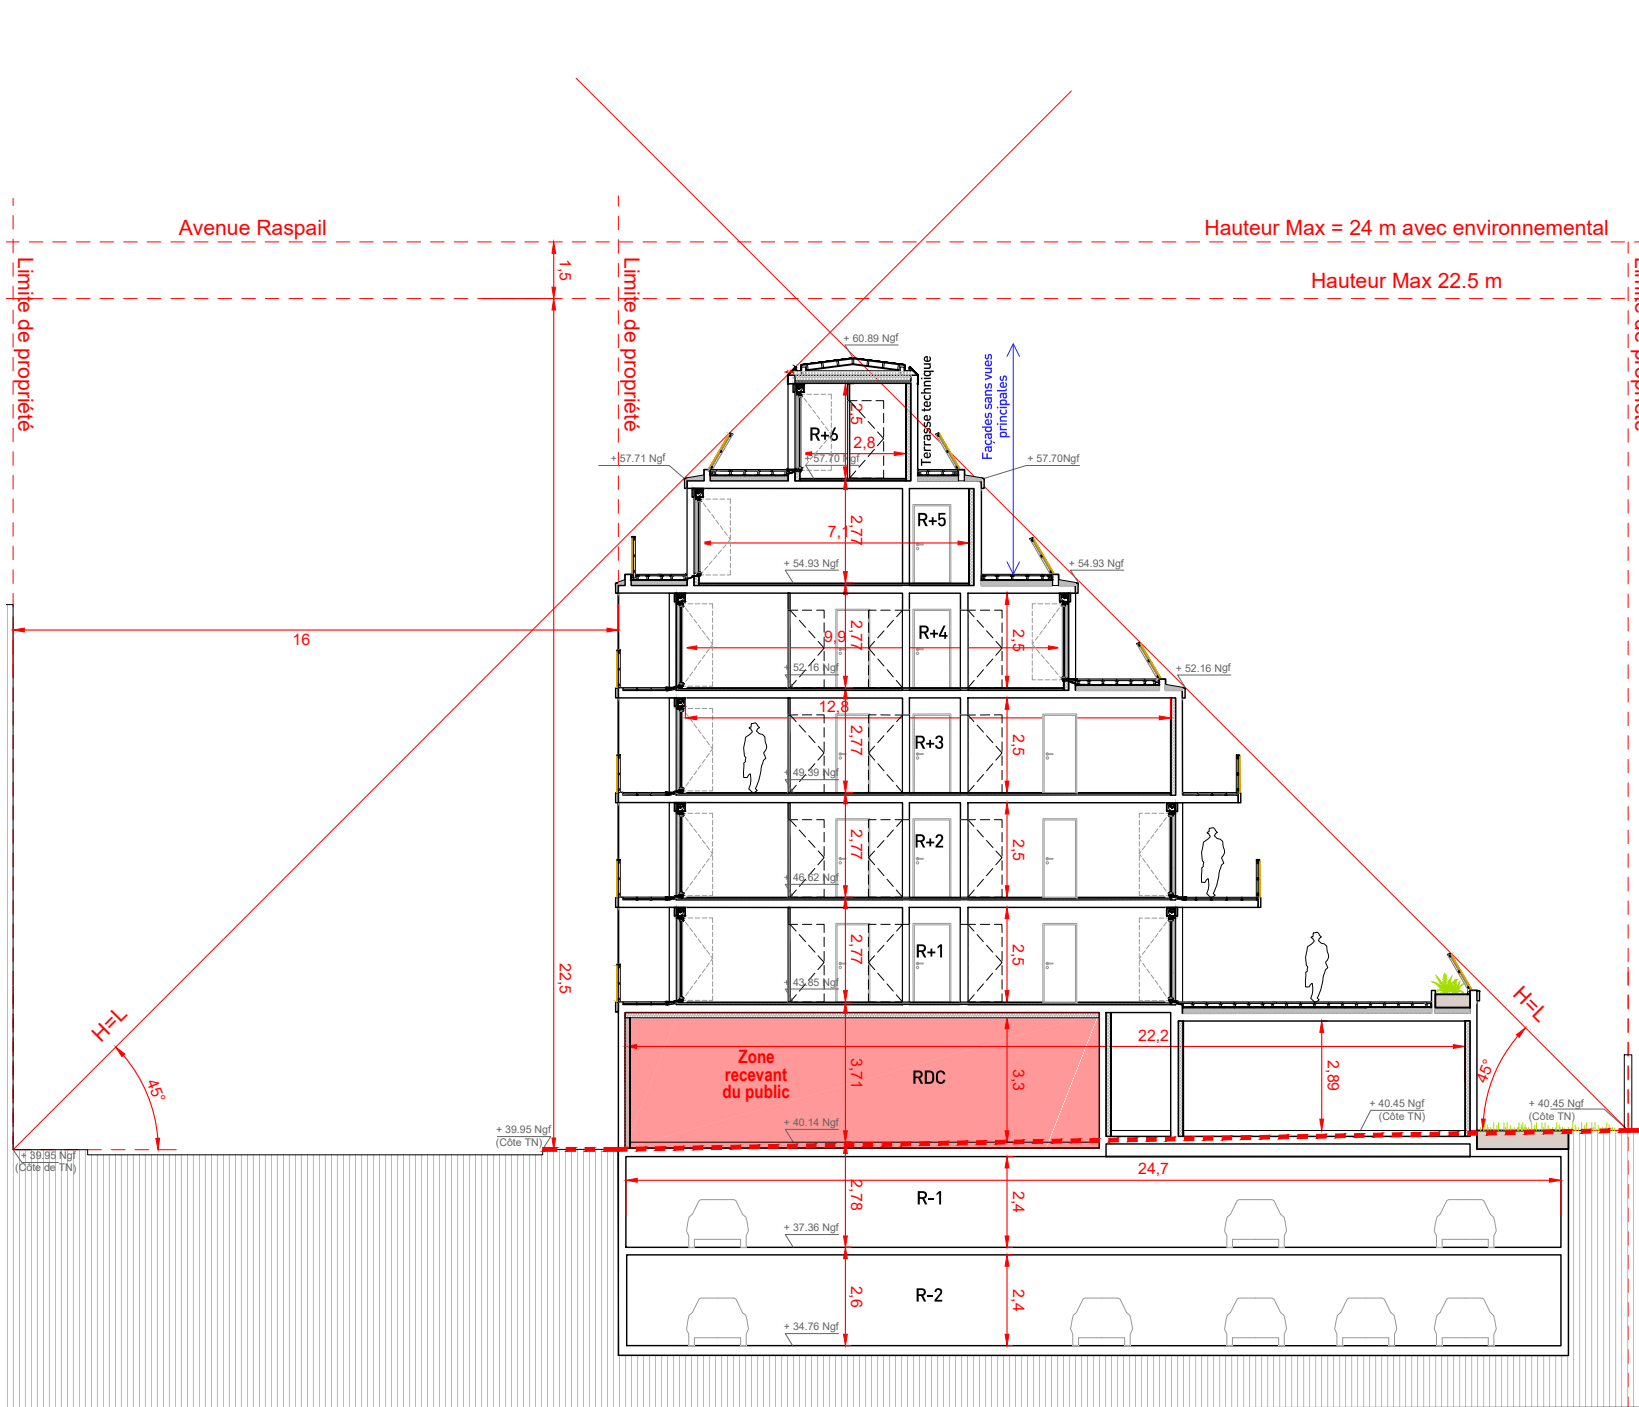 Avenue Raspail
Hauteur Max = 24 m avec environnemental
1,5
Hauteur Max 22.5 m
Limite de propriété
Limite de propriété
+ 60.89 Ngf
Terrasse technique
Façades sans vues
principales
2,5
R+6
2,8
+ 57.71 Ngf
+ 57.70 Ngf
+ 57.70Ngf
R+5
2,77
7,1
+ 54.93 Ngf
+ 54.93 Ngf
16
R+4
2,77
9,9
2,5
+ 52.16 Ngf
+ 52.16 Ngf
12,8
R+3
2,77
2,5
+ 49.39 Ngf
R+2
2,77
2,5
+ 46.62 Ngf
R+1
2,77
2,5
22,5
+ 43.85 Ngf
H=L
45°
H=L
45°
22,2
Zone
recevant
du public
RDC
3,71
3,3
2,89
+ 40.14 Ngf
+ 40.45 Ngf
(Côte TN)
+ 40.45 Ngf
(Côte TN)
+ 39.95 Ngf
(Côte TN)
+ 39.95 Ngf
(Côte de TN)
24,7
R-1
2,78
2,4
+ 37.36 Ngf
R-2
2,6
2,4
+ 34.76 Ngf